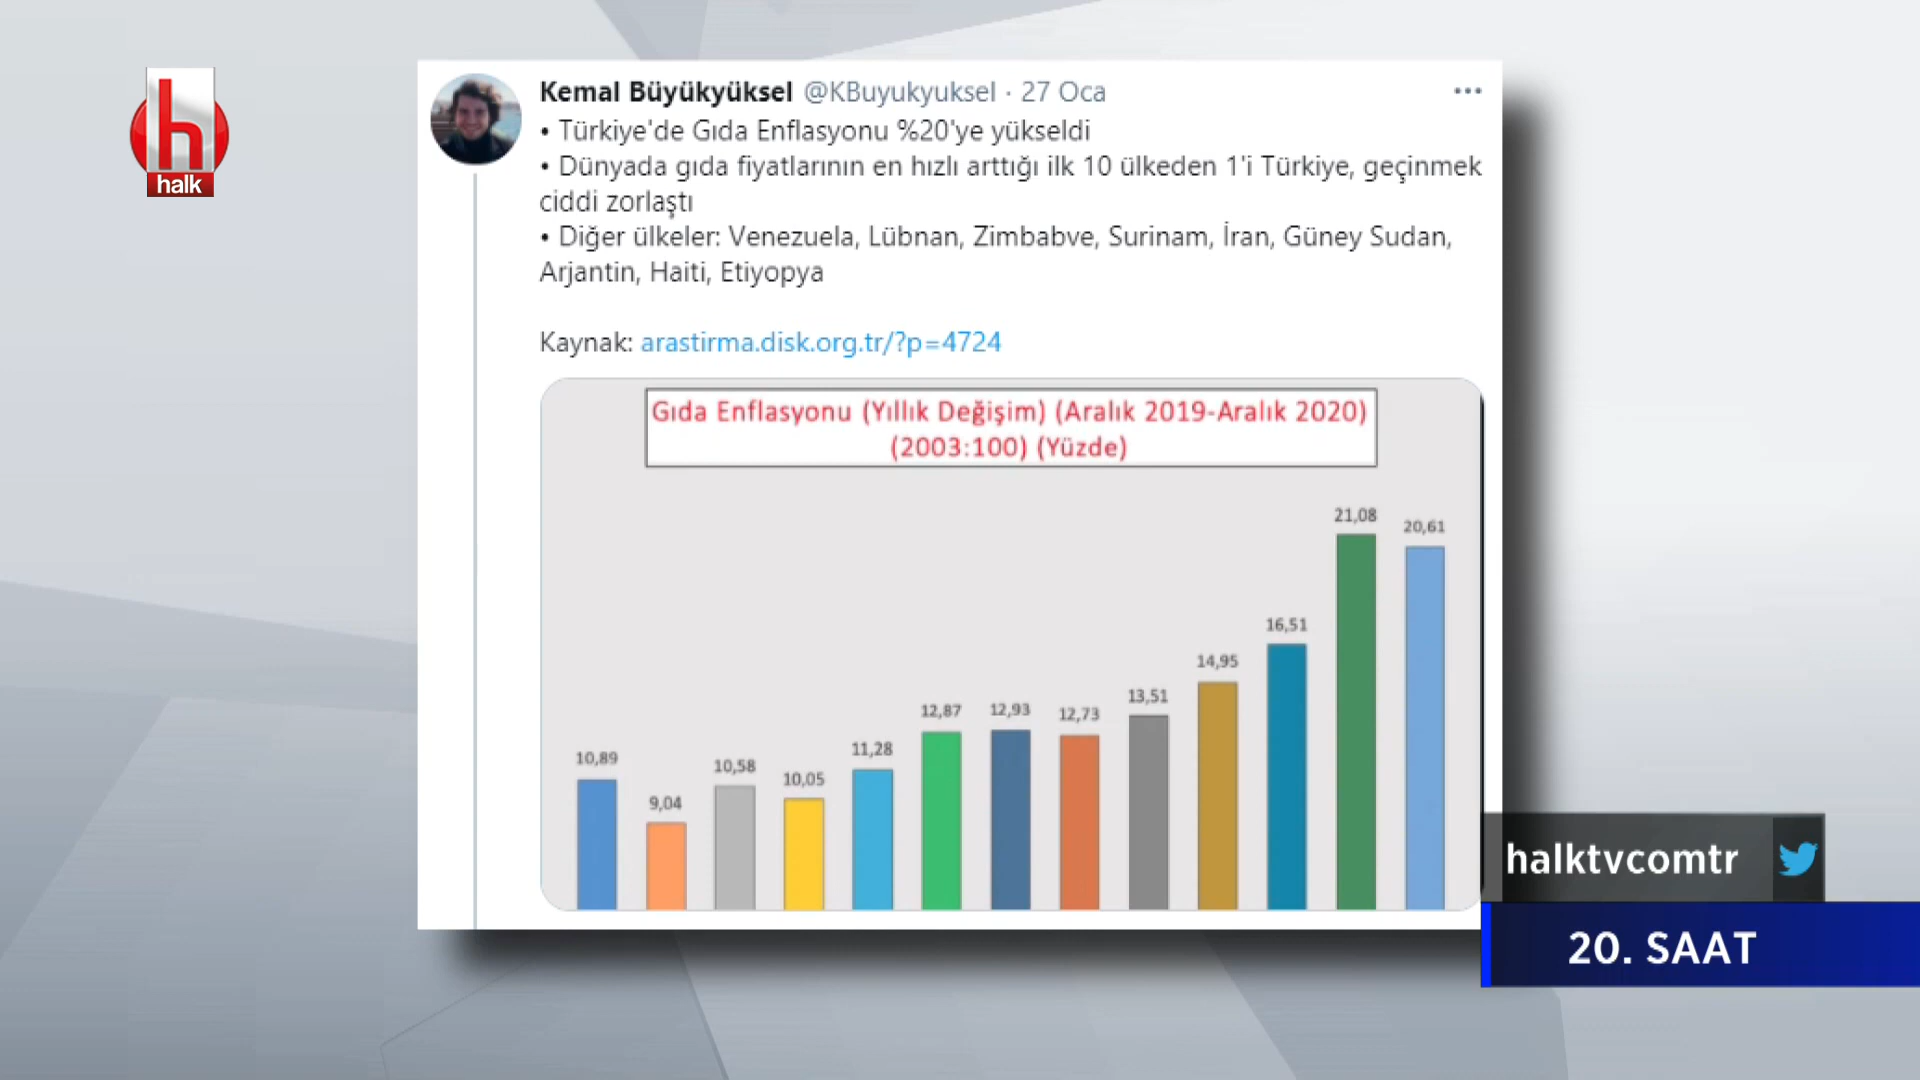 h
halk
Kemal Büyükyüksel @KBuyukyuksel · 27 Oca
• Türkiye'de Gıda Enflasyonu %20'ye yükseldi
• Dünyada gıda fiyatlarının en hızlı arttığı ilk 10 ülkeden 1'i Türkiye, geçinmek
ciddi zorlaştı
• Diğer ülkeler: Venezuela, Lübnan, Zimbabve, Surinam, İran, Güney Sudan,
Arjantin, Haiti, Etiyopya
Kaynak: arastirma.disk.org.tr/?p=4724
Gıda Enflasyonu (Yıllık Değişim) (Aralık 2019-Aralık 2020)
(2003:100) (Yüzde)
10,89
9,04
10,58
10,05
11,28
12,87
12,93
12,73
13,51
14,95
16,51
21,08
20,61
halktvcomtr
20. SAAT